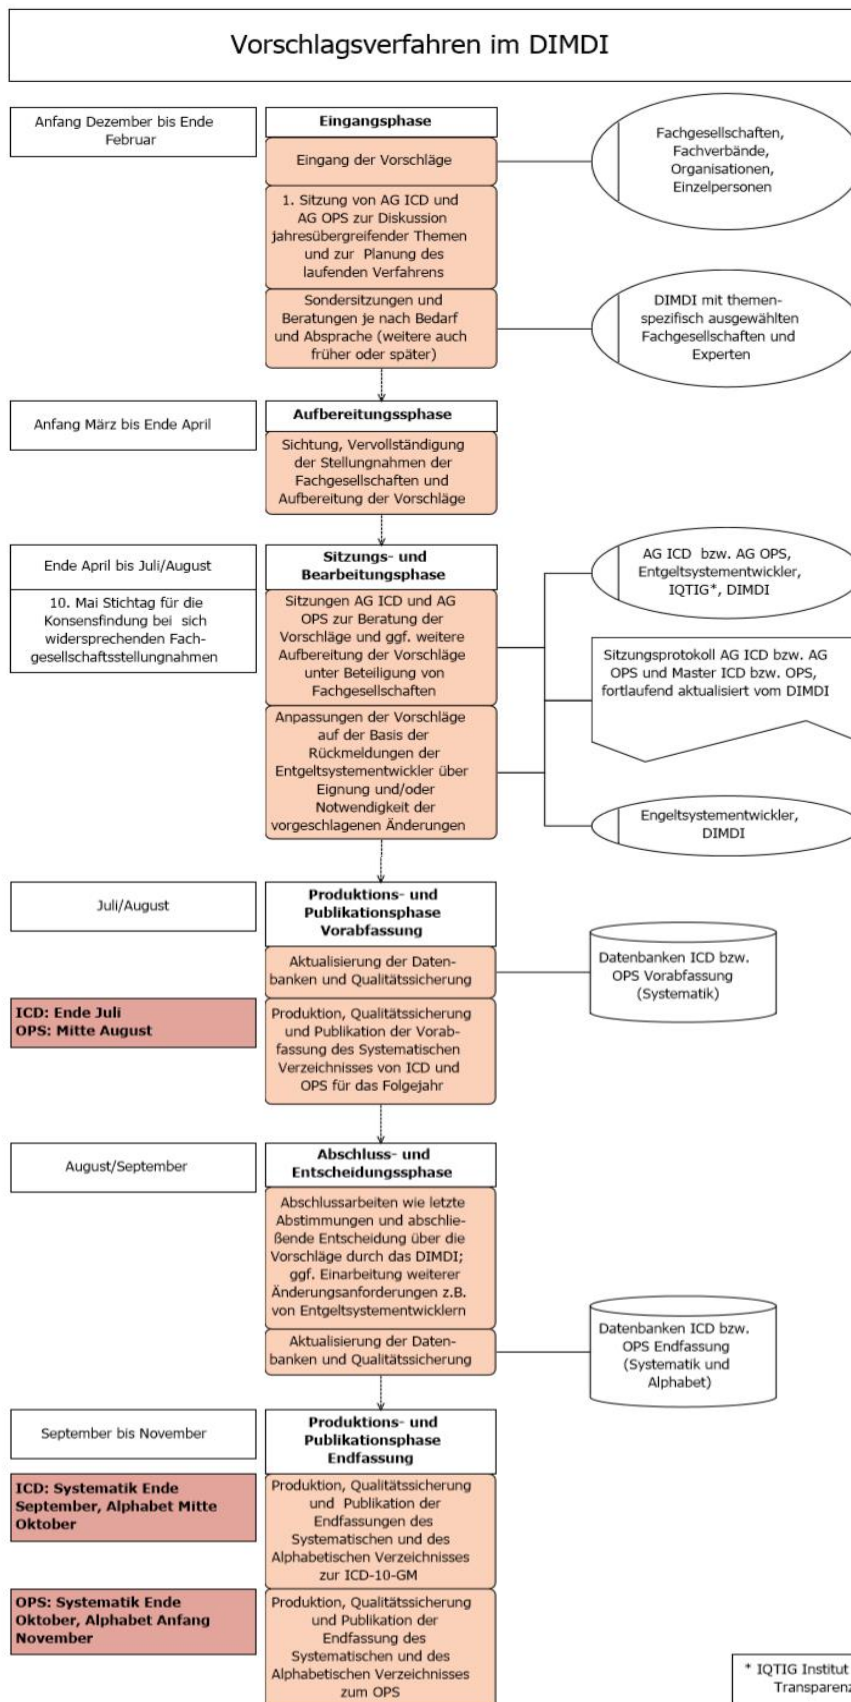 Vorschlagsverfahren im DIMDI
Anfang Dezember bis Ende
Februar
Eingangsphase
Eingang der Vorschläge
Fachgesellschaften,
Fachverbände,
Organisationen,
Einzelpersonen
1. Sitzung von AG ICD und
AG OPS zur Diskussion
jahresübergreifender Themen
und zur Planung des
laufenden Verfahrens
Sondersitzungen und
Beratungen je nach Bedarf
und Absprache (weitere auch
früher oder später)
DIMDI mit themen-
spezifisch ausgewählten
Fachgesellschaften und
Experten
Anfang März bis Ende April
Aufbereitungssphase
Sichtung, Vervollständigung
der Stellungnahmen der
Fachgesellschaften und
Aufbereitung der Vorschläge
Ende April bis Juli/August
10. Mai Stichtag für die
Konsensfindung bei sich
widersprechenden Fach-
gesellschaftsstellungnahmen
Sitzungs- und
Bearbeitungsphase
Sitzungen AG ICD und AG
OPS zur Beratung der
Vorschläge und ggf. weitere
Aufbereitung der Vorschläge
unter Beteiligung von
Fachgesellschaften
Anpassungen der Vorschläge
auf der Basis der
Rückmeldungen der
Entgeltsystementwickler über
Eignung und/oder
Notwendigkeit der
vorgeschlagenen Änderungen
AG ICD bzw. AG OPS,
Entgeltsystementwickler,
IQTIG*, DIMDI
Sitzungsprotokoll AG ICD bzw. AG
OPS und Master ICD bzw. OPS,
fortlaufend aktualisiert vom DIMDI
Engeltsystementwickler,
DIMDI
Juli/August
Produktions- und
Publikationsphase
Vorabfassung
Aktualisierung der Daten-
banken und Qualitätssicherung
Datenbanken ICD bzw.
OPS Vorabfassung
(Systematik)
ICD: Ende Juli
OPS: Mitte August
Produktion, Qualitätssicherung
und Publikation der Vorab-
fassung des Systematischen
Verzeichnisses von ICD und
OPS für das Folgejahr
August/September
Abschluss- und
Entscheidungssphase
Abschlussarbeiten wie letzte
Abstimmungen und abschlie-
ßende Entscheidung über die
Vorschläge durch das DIMDI;
ggf. Einarbeitung weiterer
Änderungsanforderungen z.B.
von Entgeltsystementwicklern
Aktualisierung der Daten-
banken und Qualitätssicherung
Datenbanken ICD bzw.
OPS Endfassung
(Systematik und
Alphabet)
September bis November
Produktions- und
Publikationsphase
Endfassung
ICD: Systematik Ende
September, Alphabet Mitte
Oktober
Produktion, Qualitätssicherung
und Publikation der
Endfassungen des
Systematischen und des
Alphabetischen Verzeichnisses
zur ICD-10-GM
OPS: Systematik Ende
Oktober, Alphabet Anfang
November
Produktion, Qualitätssicherung
und Publikation der
Endfassung des
Systematischen und des
Alphabetischen Verzeichnisses
zum OPS
* IQTIG Institut
Transparenz